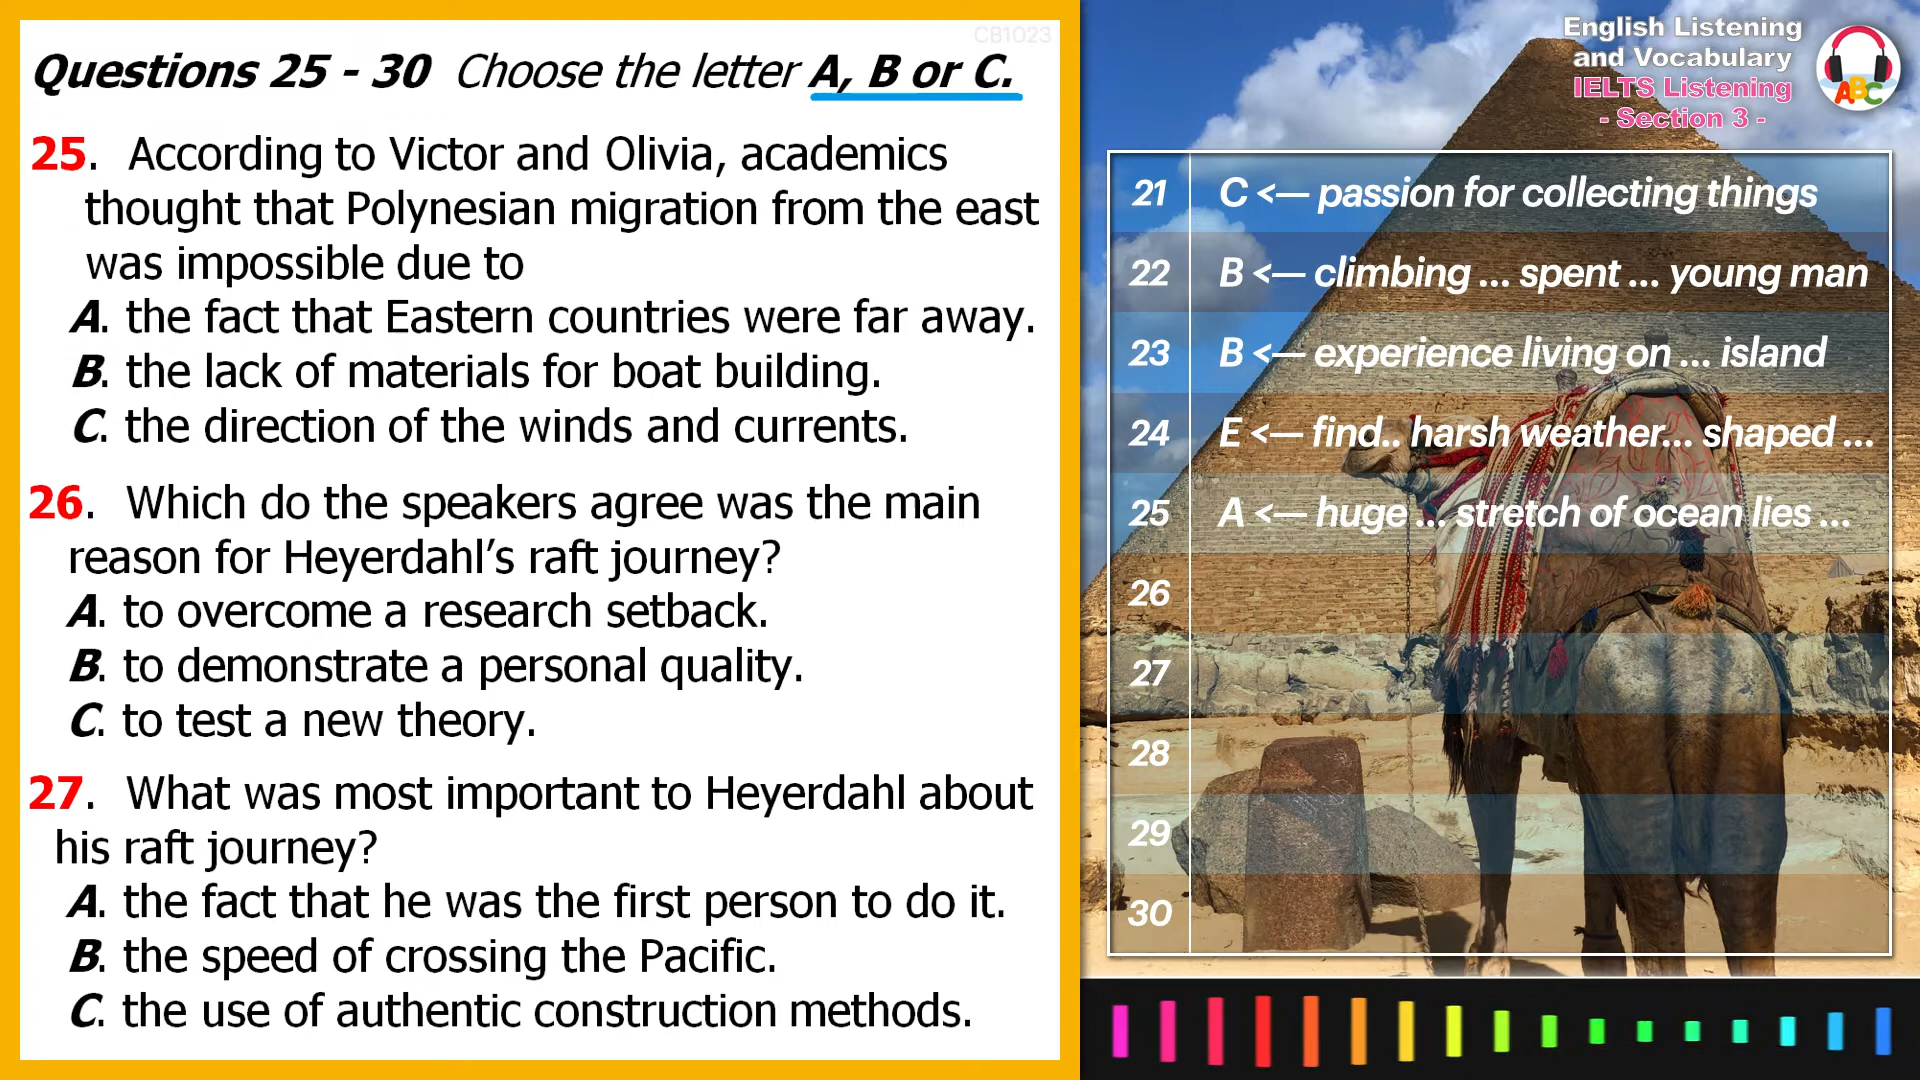 CB1023
Questions 25 - 30 Choose the letter A, B or C.
25. According to Victor and Olivia, academics
thought that Polynesian migration from the east
was impossible due to
A. the fact that Eastern countries were far away.
B. the lack of materials for boat building.
C. the direction of the winds and currents.
26. Which do the speakers agree was the main
reason for Heyerdahl’s raft journey?
A. to overcome a research setback.
B. to demonstrate a personal quality.
C. to test a new theory.
27. What was most important to Heyerdahl about
his raft journey?
A. the fact that he was the first person to do it.
B. the speed of crossing the Pacific.
C. the use of authentic construction methods.
English Listening
and Vocabulary
IELTS Listening
- Section 3 -
ABC
21 C <— passion for collecting things
22 B <— climbing ... spent ... young man
23 B <— experience living on ... island
24 E <— find.. harsh weather... shaped ...
25 A <— huge ... stretch of ocean lies ...
26
27
28
29
30